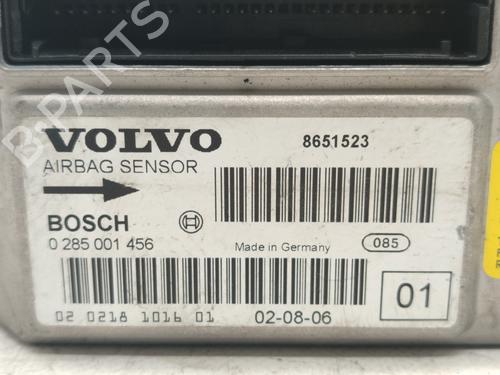 B-PARTS
VOLVO
8651523
AIRBAG SENSOR
BOSCH
0 285 001 456
Made in Germany
085
02 0218 1016 01
02-08-06
01